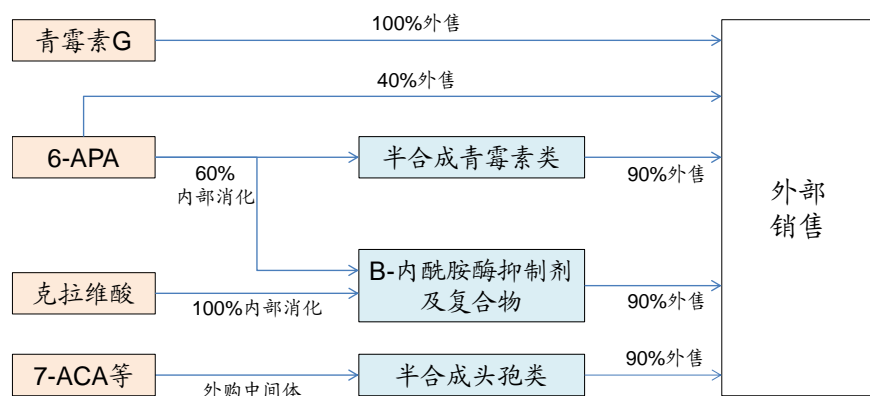 青霉素G
100%外售
40%外售
6-APA
60%
内部消化
半合成青霉素类
90%外售
外部
销售
克拉维酸
100%内部消化
B-内酰胺酶抑制剂
及复合物
90%外售
7-ACA等
外购中间体
半合成头孢类
90%外售